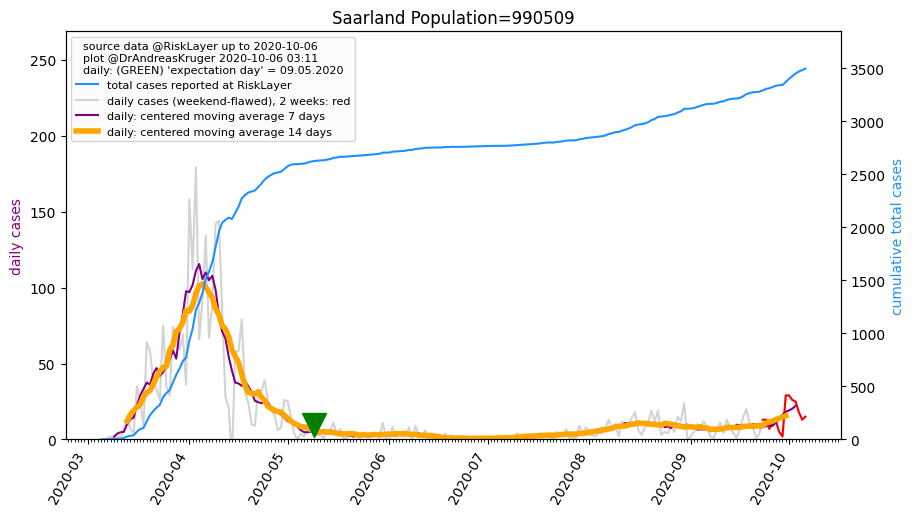 Saarland Population=990509
source data @RiskLayer up to 2020-10-06
plot @DrAndreasKruger 2020-10-06 03:11
daily: (GREEN) 'expectation day' = 09.05.2020
total cases reported at RiskLayer
daily cases (weekend-flawed), 2 weeks: red
daily: centered moving average 7 days
daily: centered moving average 14 days
daily cases
250
200
150
100
50
0
cumulative total cases
3500
3000
2500
2000
1500
1000
500
0
2020-03
2020-04
2020-05
2020-06
2020-07
2020-08
2020-09
2020-10